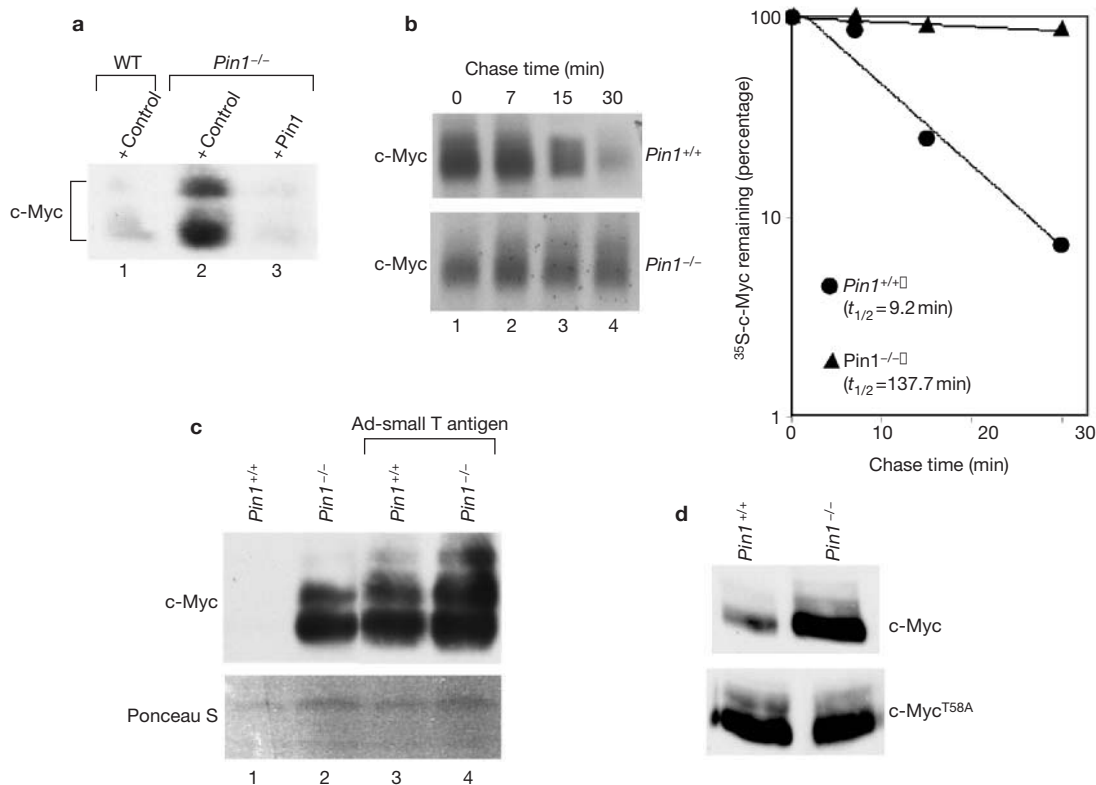 a
WT Pin1−/−
+Control +Control +Pin1
c-Myc
1 2 3
b
Chase time (min)
0 7 15 30
c-Myc Pin1+/+
c-Myc Pin1−/−
1 2 3 4
35S-c-Myc remaining (percentage)
100
10
1
Pin1+/+▯
(t1/2=9.2 min)
Pin1−/−▯
(t1/2=137.7 min)
0 10 20 30
Chase time (min)
c
Ad-small T antigen
Pin1+/+ Pin1−/− Pin1+/+ Pin1−/−
c-Myc
Ponceau S
1 2 3 4
d
Pin1+/+ Pin1−/−
c-Myc
c-MycT58A